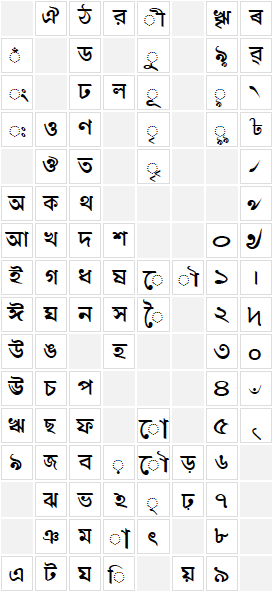 ঐ ঠ র ী ৠ ৰ
ঁ ড ু ৡ ৱ
ং ঢ ল ূ ৢ ৲
ঃ ও ণ ৃ ৣ ৳
ঔ ত ৄ ৴
অ ক থ ৵
আ খ দ শ ০ ৶
ই গ ধ ষ ে ৗ ১ ৷
ঈ ঘ ন স ৈ ২ ৸
উ ঙ হ ৩ ৹
ঊ চ প ৪ ৺
ঋ ছ ফ ো ৫ ৻
ঌ জ ব ় ৌ ড় ৬
ঝ ভ ঽ ্ ঢ় ৭
ঞ ম া ৎ ৮
এ ট য ি য় ৯